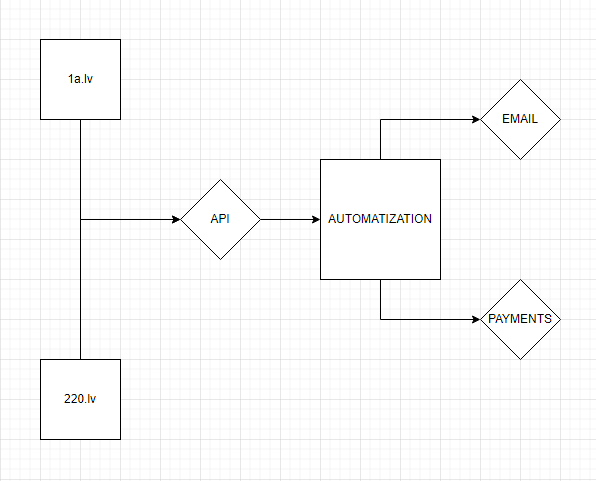 1a.lv
EMAIL
API
AUTOMATIZATION
PAYMENTS
220.lv